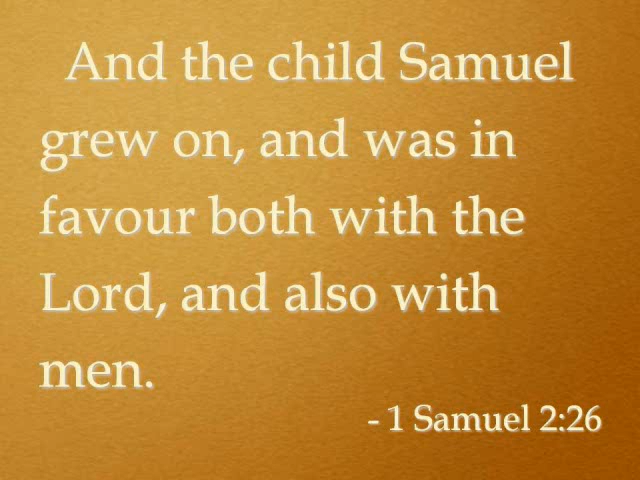 And the child Samuel
grew on, and was in
favour both with the
Lord, and also with
men.
- 1 Samuel 2:26